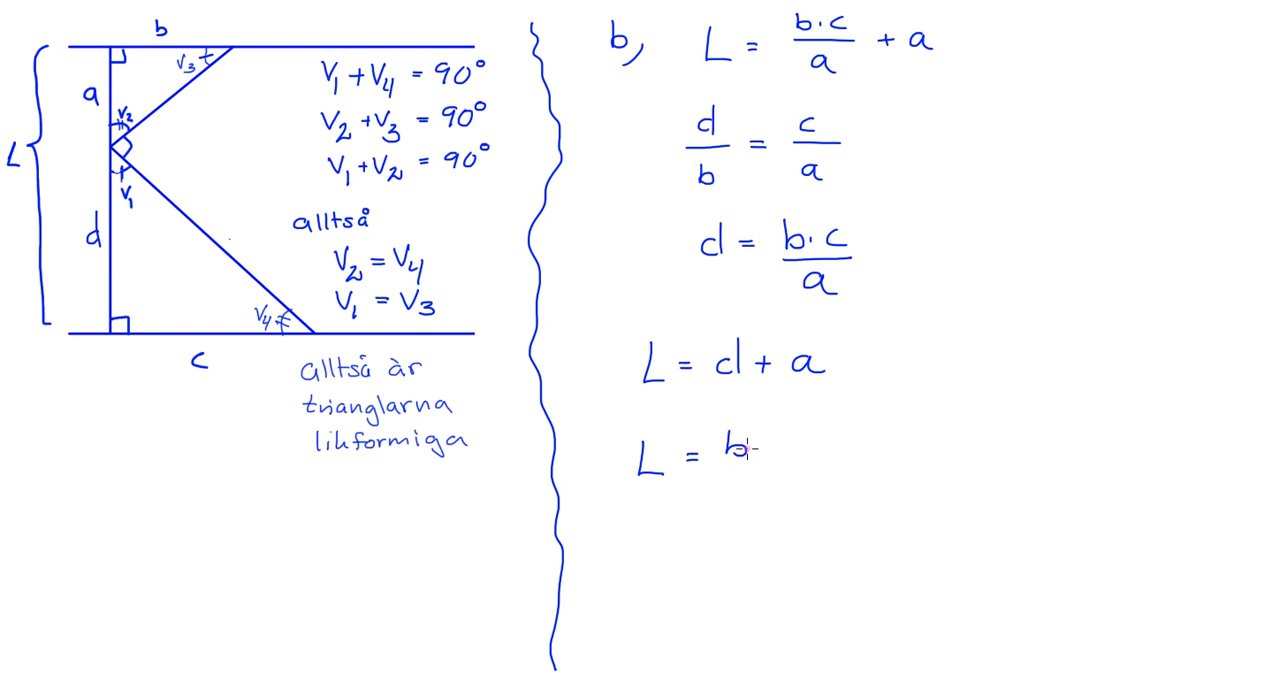 b
a
L
d
c
V3
V2
V1
V4
V1 + V4 = 90°
V2 + V3 = 90°
V1 + V2 = 90°
alltså
V2 = V4
V1 = V3
alltså är
trianglarna
likformiga
b, L = b·c/a + a
d/b = c/a
d = b·c/a
L = d + a
L = b